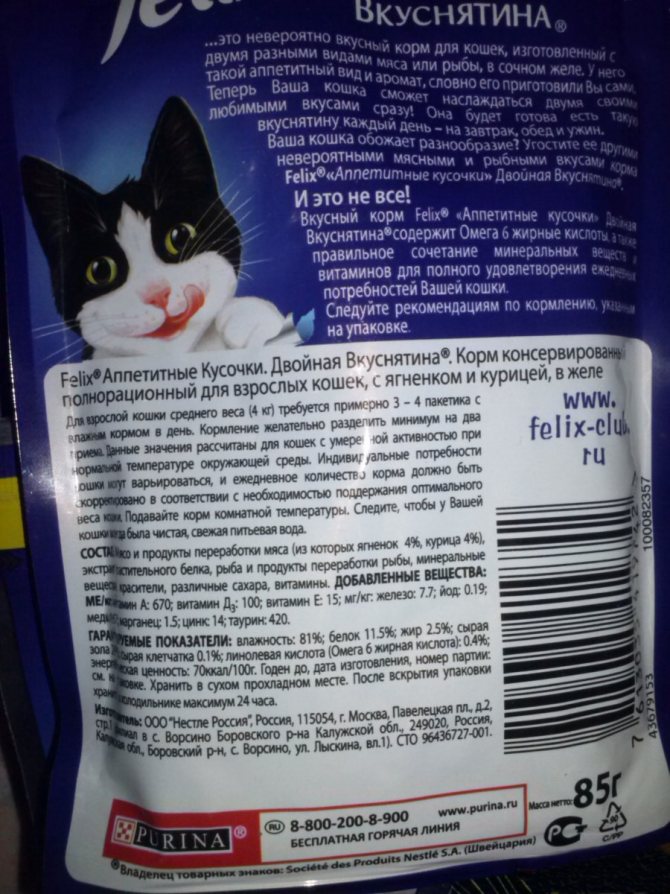 Felix
ВКУСНЯТИНА®
...это невероятно вкусный корм для кошек, изготовленный с
двумя разными видами мяса или рыбы, в сочном желе. У него
такой аппетитный вид и аромат, словно его приготовили Вы сами.
Теперь Ваша кошка сможет наслаждаться двумя своими
любимыми вкусами сразу! Она будет готова есть такую
вкуснятину каждый день – на завтрак, обед и ужин.
Ваша кошка обожает разнообразие? Угостите ее другими
невероятными мясными и рыбными вкусами корма
Felix® «Аппетитные кусочки» Двойная Вкуснятина®.
И это не все!
Вкусный корм Felix® «Аппетитные кусочки» Двойная
Вкуснятина® содержит Омега 6 жирные кислоты, а также
правильное сочетание минеральных веществ и
витаминов для полного удовлетворения ежедневных
потребностей Вашей кошки.
Следуйте рекомендациям по кормлению, указанным
на упаковке.
Felix® Аппетитные Кусочки. Двойная Вкуснятина®. Корм консервированный
полнорационный для взрослых кошек, с ягненком и курицей, в желе
Для взрослой кошки среднего веса (4 кг) требуется примерно 3 – 4 пакетика с
влажным кормом в день. Кормление желательно разделить минимум на два
приема. Данные значения рассчитаны для кошек с умеренной активностью при
нормальной температуре окружающей среды. Индивидуальные потребности
кошки могут варьироваться, и ежедневное количество корма должно быть
скорректировано в соответствии с необходимостью поддержания оптимального
веса кошки. Подавайте корм комнатной температуры. Следите, чтобы у Вашей
кошки всегда была чистая, свежая питьевая вода.
СОСТАВ: мясо и продукты переработки мяса (из которых ягненок 4%, курица 4%),
экстракт растительного белка, рыба и продукты переработки рыбы, минеральные
вещества, красители, различные сахара, витамины. ДОБАВЛЕННЫЕ ВЕЩЕСТВА:
МЕ/кг: витамин А: 670; витамин Д3: 100; витамин Е: 15; мг/кг: железо: 7.7; йод: 0.19;
медь: марганец: 1.5; цинк: 14; таурин: 420.
ГАРАНТИРУЕМЫЕ ПОКАЗАТЕЛИ: влажность: 81%; белок 11.5%; жир 2.5%; сырая
зола сырая клетчатка 0.1%; линолевая кислота (Омега 6 жирная кислота): 0.4%;
энергетическая ценность: 70ккал/100г. Годен до, дата изготовления, номер партии:
см. на упаковке. Хранить в сухом прохладном месте. После вскрытия упаковки
хранить в холодильнике максимум 24 часа.
Изготовитель: ООО "Нестле Россия", Россия, 115054, г. Москва, Павелецкая пл., д.2,
стр.1 филиал в с. Ворсино Боровского р-на Калужской обл., 249020, Россия,
Калужская обл., Боровский р-н, с. Ворсино, ул. Лыскина, вл.1). СТО 96436727-001.
www.
felix-club.
ru
100082357
43679153
PURINA®
RU 8-800-200-8-900 www.purina.ru
БЕСПЛАТНАЯ ГОРЯЧАЯ ЛИНИЯ
Масса нетто: 85г
РС
90
C/PP
®Владелец товарных знаков: Société des Produits Nestlé S.A. (Швейцария)